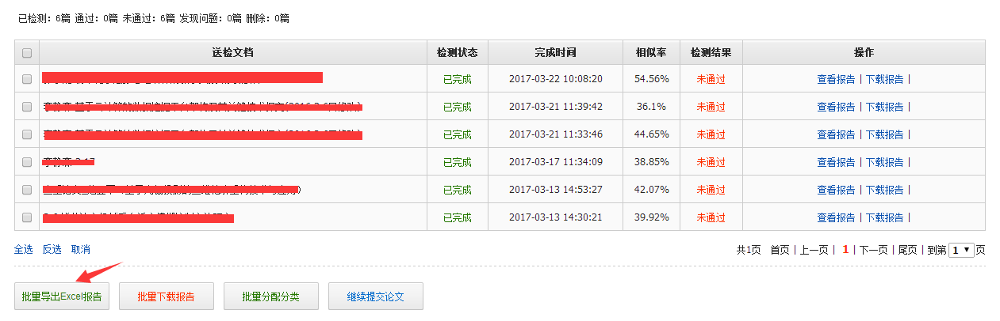 已检测：6篇 通过：0篇 未通过：6篇 发现问题：0篇 删除：0篇
送检文档 检测状态 完成时间 相似率 检测结果 操作
已完成 2017-03-22 10:08:20 54.56% 未通过 查看报告 | 下载报告 |
已完成 2017-03-21 11:39:42 36.1% 未通过 查看报告 | 下载报告 |
已完成 2017-03-21 11:33:46 44.65% 未通过 查看报告 | 下载报告 |
已完成 2017-03-17 11:34:09 38.85% 未通过 查看报告 | 下载报告 |
已完成 2017-03-13 14:53:27 42.07% 未通过 查看报告 | 下载报告 |
已完成 2017-03-13 14:30:21 39.92% 未通过 查看报告 | 下载报告 |
全选 反选 取消 共1页 首页 | 上一页 | 1 | 下一页 | 尾页 | 到第 1 页
批量导出Excel报告 批量下载报告 批量分配分类 继续提交论文